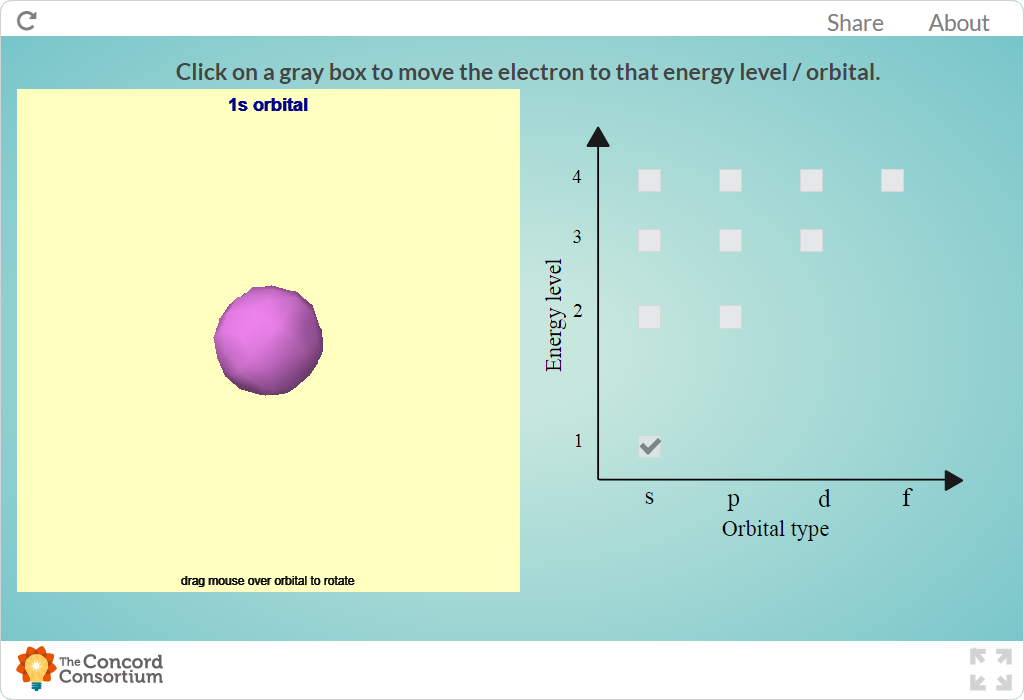 Share About
Click on a gray box to move the electron to that energy level / orbital.
1s orbital
4
3
2
1
Energy level
s p d f
Orbital type
drag mouse over orbital to rotate
The Concord
Consortium